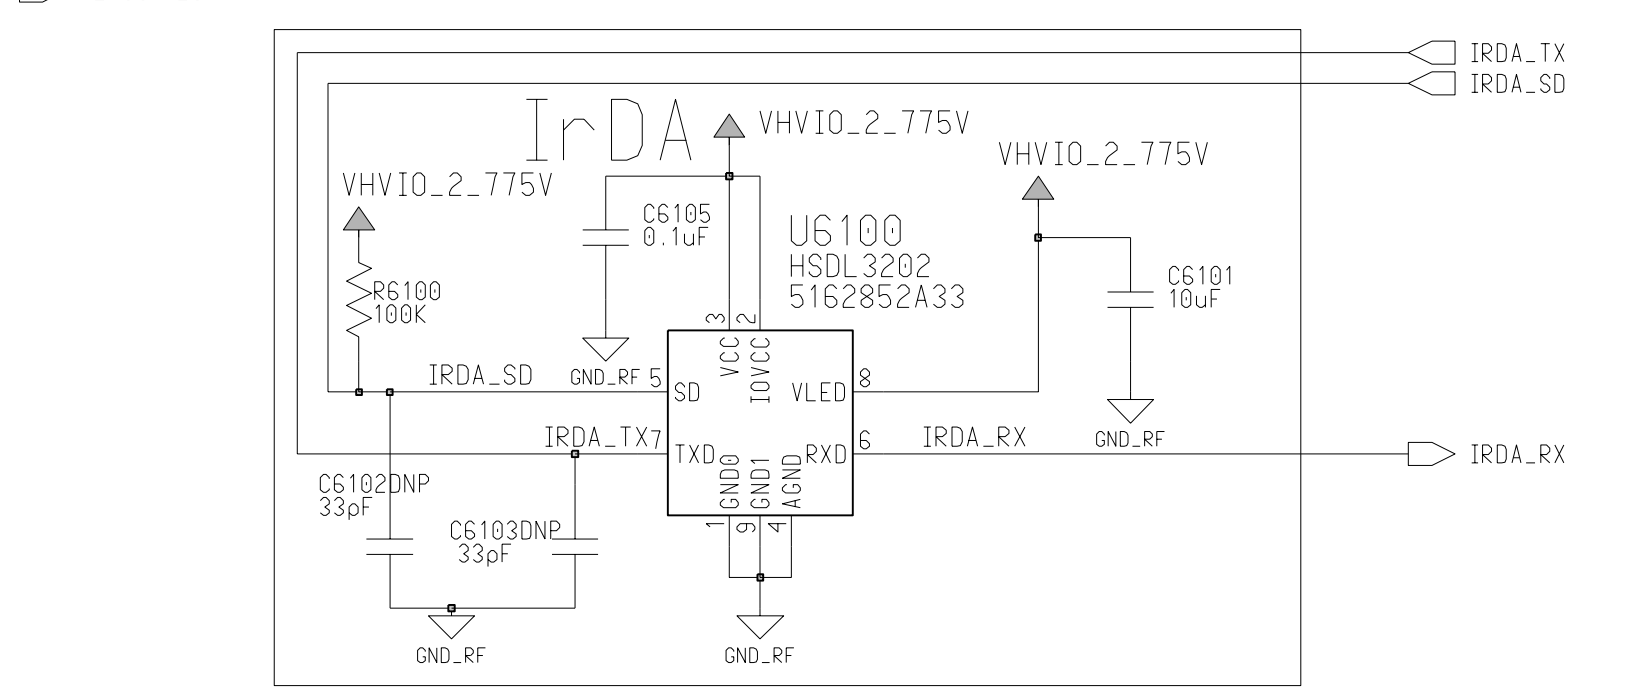 IRDA_TX
IRDA_SD
IrDA
VHVIO_2_775V
VHVIO_2_775V
VHVIO_2_775V
C6105
0.1uF
U6100
HSDL3202
5162852A33
C6101
10uF
R6100
100K
3
2
VCC
IOVCC
IRDA_SD
GND_RF
5
SD
VLED
8
GND_RF
IRDA_TX
7
TXD
RXD
6
IRDA_RX
IRDA_RX
GND0
GND1
AGND
C6102DNP
33pF
C6103DNP
33pF
1
9
4
GND_RF
GND_RF